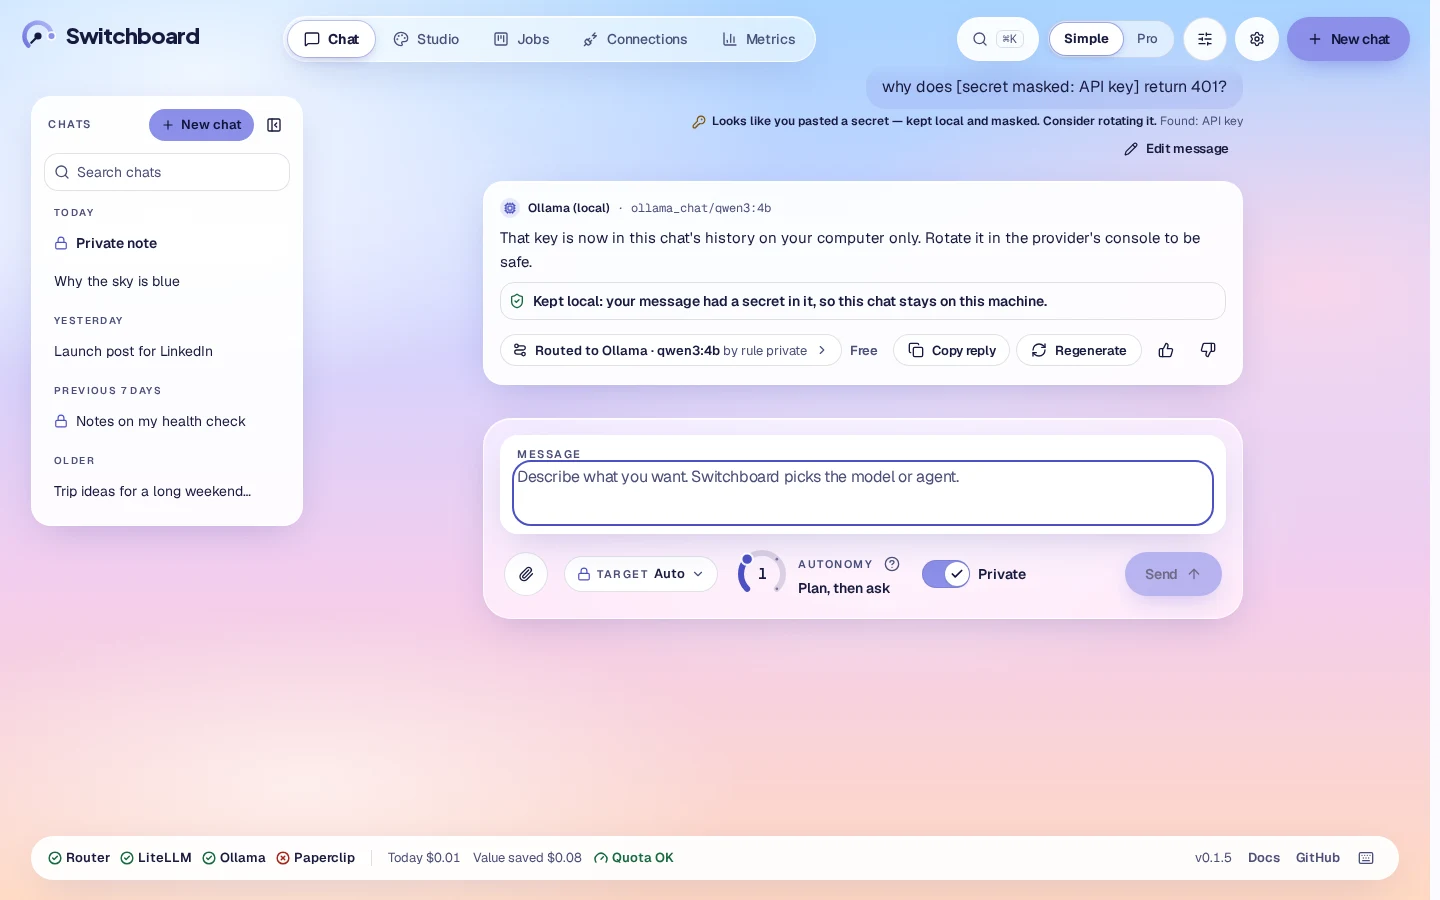 Switchboard
Chat
Studio
Jobs
Connections
Metrics
⌘K
Simple
Pro
New chat
why does [secret masked: API key] return 401?
Looks like you pasted a secret — kept local and masked. Consider rotating it. Found: API key
Edit message
CHATS
New chat
Search chats
TODAY
Private note
Why the sky is blue
YESTERDAY
Launch post for LinkedIn
PREVIOUS 7 DAYS
Notes on my health check
OLDER
Trip ideas for a long weekend…
Ollama (local) · ollama_chat/qwen3:4b
That key is now in this chat's history on your computer only. Rotate it in the provider's console to be
safe.
Kept local: your message had a secret in it, so this chat stays on this machine.
Routed to Ollama · qwen3:4b by rule private
Free
Copy reply
Regenerate
MESSAGE
Describe what you want. Switchboard picks the model or agent.
TARGET Auto
1
AUTONOMY
Plan, then ask
Private
Send
Router
LiteLLM
Ollama
Paperclip
Today $0.01
Value saved $0.08
Quota OK
v0.1.5
Docs
GitHub